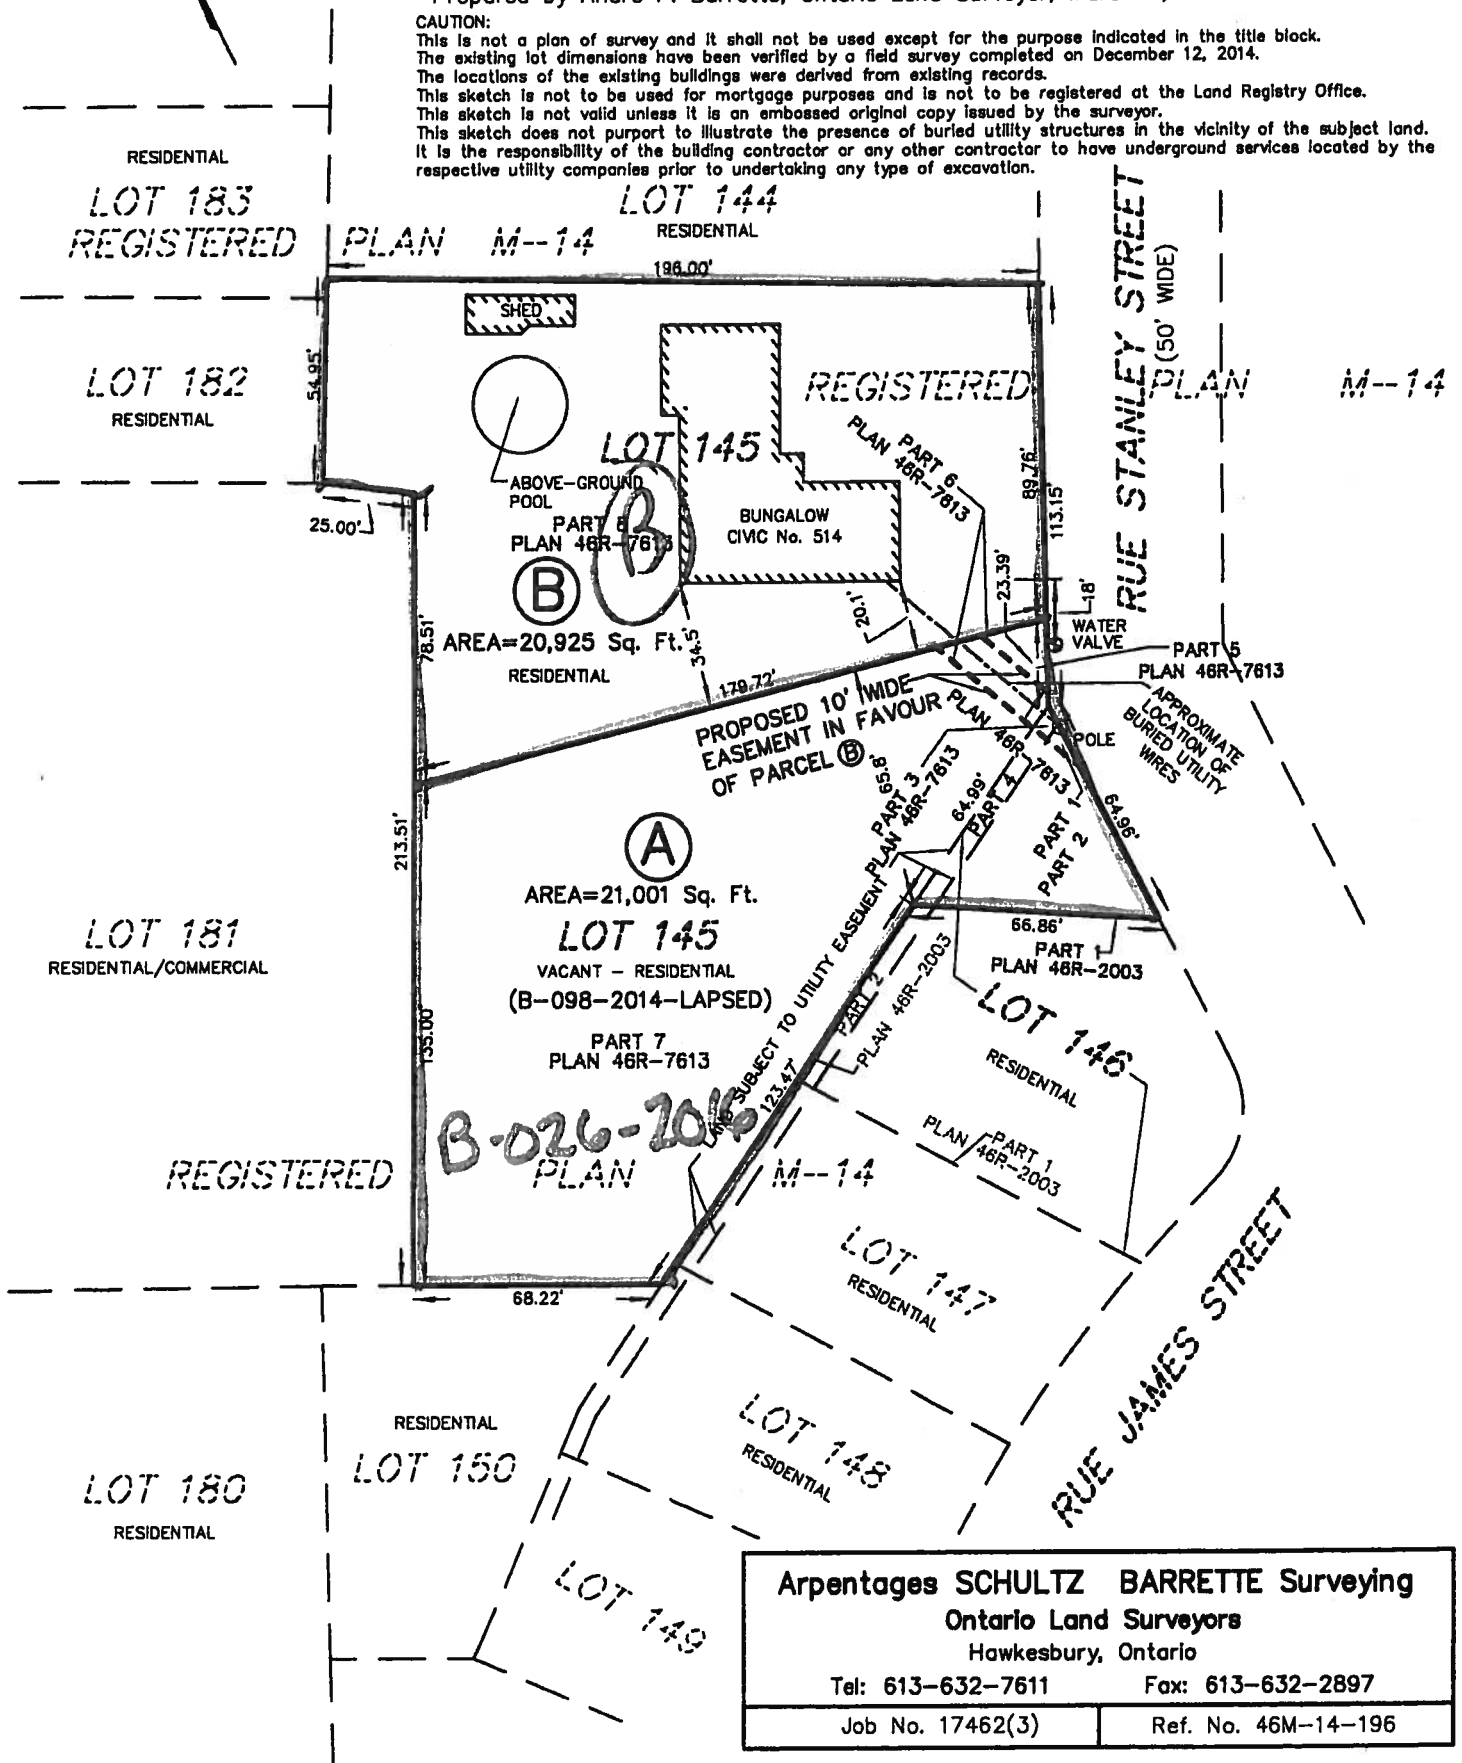 CAUTION:
This is not a plan of survey and it shall not be used except for the purpose indicated in the title block.
The existing lot dimensions have been verified by a field survey completed on December 12, 2014.
The locations of the existing buildings were derived from existing records.
This sketch is not to be used for mortgage purposes and is not to be registered at the Land Registry Office.
This sketch is not valid unless it is an embossed original copy issued by the surveyor.
This sketch does not purport to illustrate the presence of buried utility structures in the vicinity of the subject land.
It is the responsibility of the building contractor or any other contractor to have underground services located by the
respective utility companies prior to undertaking any type of excavation.
RESIDENTIAL
LOT 183
REGISTERED PLAN M--14
LOT 144
RESIDENTIAL
196.00'
RUE STANLEY STREET
(50' WIDE)
SHED
54.95'
LOT 182
RESIDENTIAL
REGISTERED PLAN M--14
LOT 145
PART 6
PLAN 46R-7613
ABOVE-GROUND
POOL
25.00'
PART 8
PLAN 46R-7613
B
B
BUNGALOW
CIVIC No. 514
89.76'
113.15'
23.39'
18'
WATER
VALVE
AREA=20,925 Sq. Ft.
RESIDENTIAL
78.51'
34.5'
20.1'
179.72'
PART 5
PLAN 46R-7613
PROPOSED 10' WIDE
EASEMENT IN FAVOUR
OF PARCEL B
PLAN 46R-7613
APPROXIMATE
LOCATION OF
BURIED UTILITY
WIRES
POLE
65.8'
PART 3
PLAN 46R-7613
64.99'
PART 4
PART 1
PART 2
64.96'
213.51'
A
AREA=21,001 Sq. Ft.
LOT 145
VACANT - RESIDENTIAL
(B-098-2014-LAPSED)
PART 7
PLAN 46R-7613
LOT 181
RESIDENTIAL/COMMERCIAL
135.00'
66.86'
PART 1
PLAN 46R-2003
LAND SUBJECT TO UTILITY EASEMENT
PART 2
PLAN 46R-2003
123.47'
LOT 146
RESIDENTIAL
PART 1
PLAN 46R-2003
B-026-2016
REGISTERED PLAN M--14
68.22'
LOT 147
RESIDENTIAL
RUE JAMES STREET
LOT 148
RESIDENTIAL
RESIDENTIAL
LOT 150
LOT 180
RESIDENTIAL
LOT 149
Arpentages SCHULTZ BARRETTE Surveying
Ontario Land Surveyors
Hawkesbury, Ontario
Tel: 613-632-7611 Fax: 613-632-2897
Job No. 17462(3) Ref. No. 46M-14-196